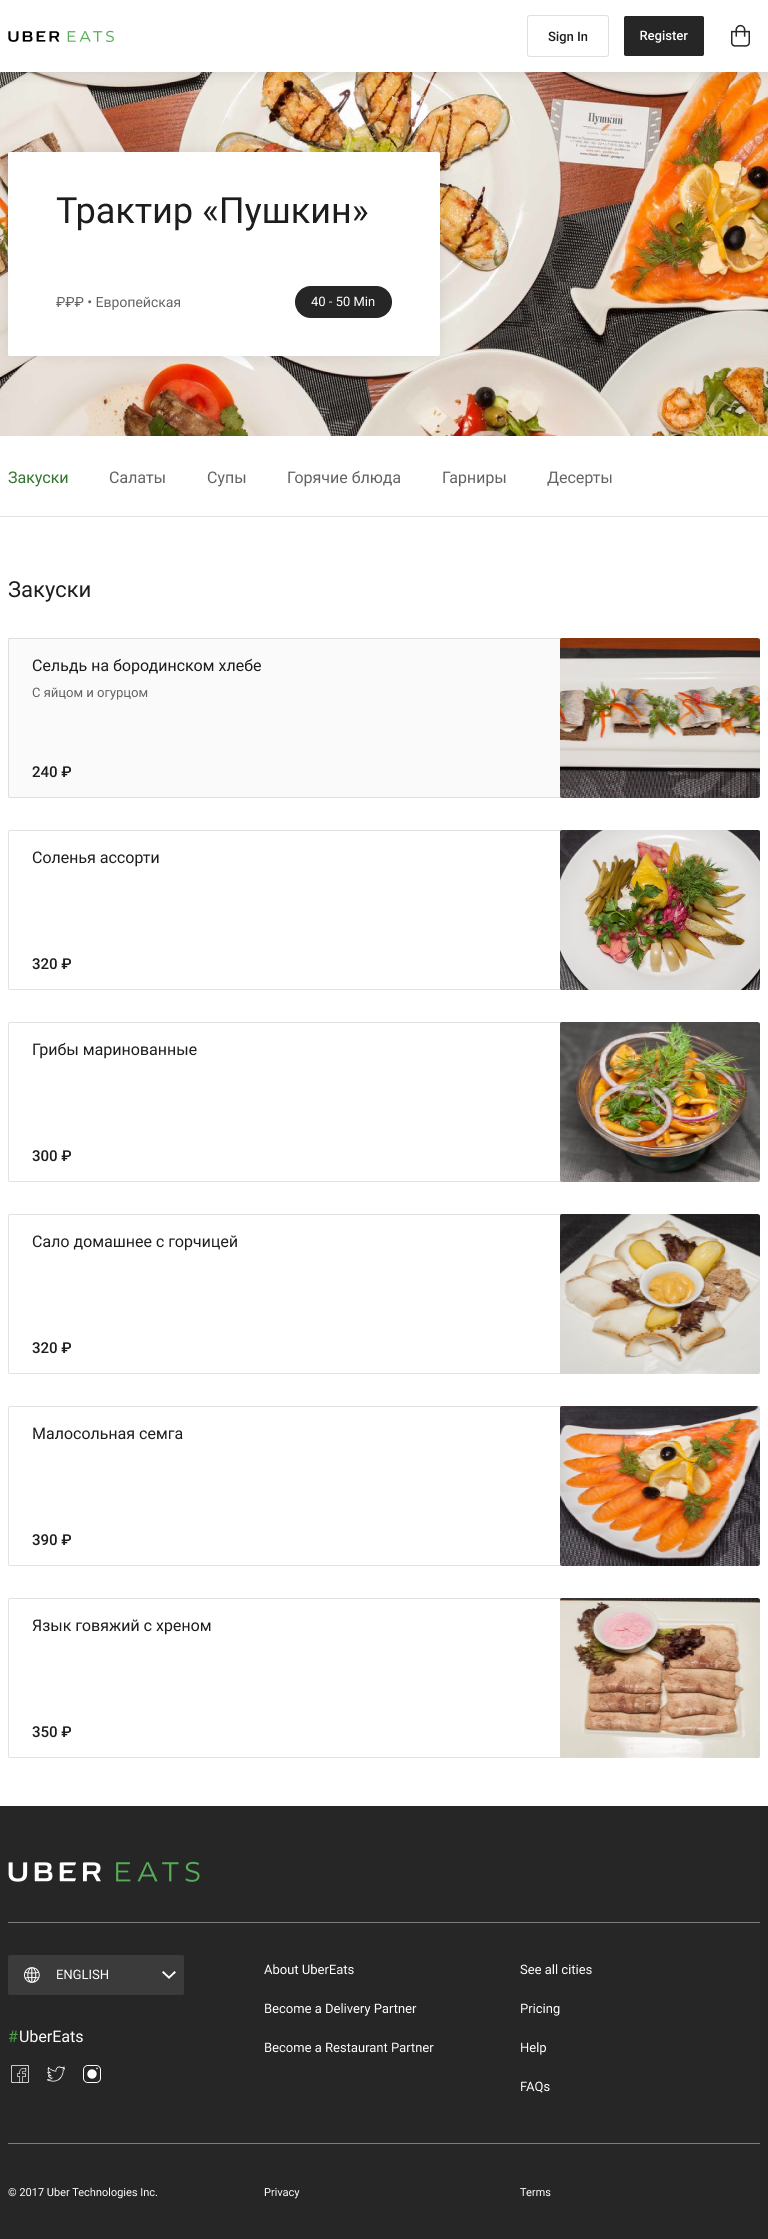 UBER EATS
Sign In
Register
Пушкин
Трактир «Пушкин»
₽₽₽ • Европейская
40 - 50 Min
Закуски
Салаты
Супы
Горячие блюда
Гарниры
Десерты
Закуски
Сельдь на бородинском хлебе
С яйцом и огурцом
240 ₽
Соленья ассорти
320 ₽
Грибы маринованные
300 ₽
Сало домашнее с горчицей
320 ₽
Малосольная семга
390 ₽
Язык говяжий с хреном
350 ₽
UBER EATS
ENGLISH
#UberEats
About UberEats
Become a Delivery Partner
Become a Restaurant Partner
See all cities
Pricing
Help
FAQs
© 2017 Uber Technologies Inc.
Privacy
Terms